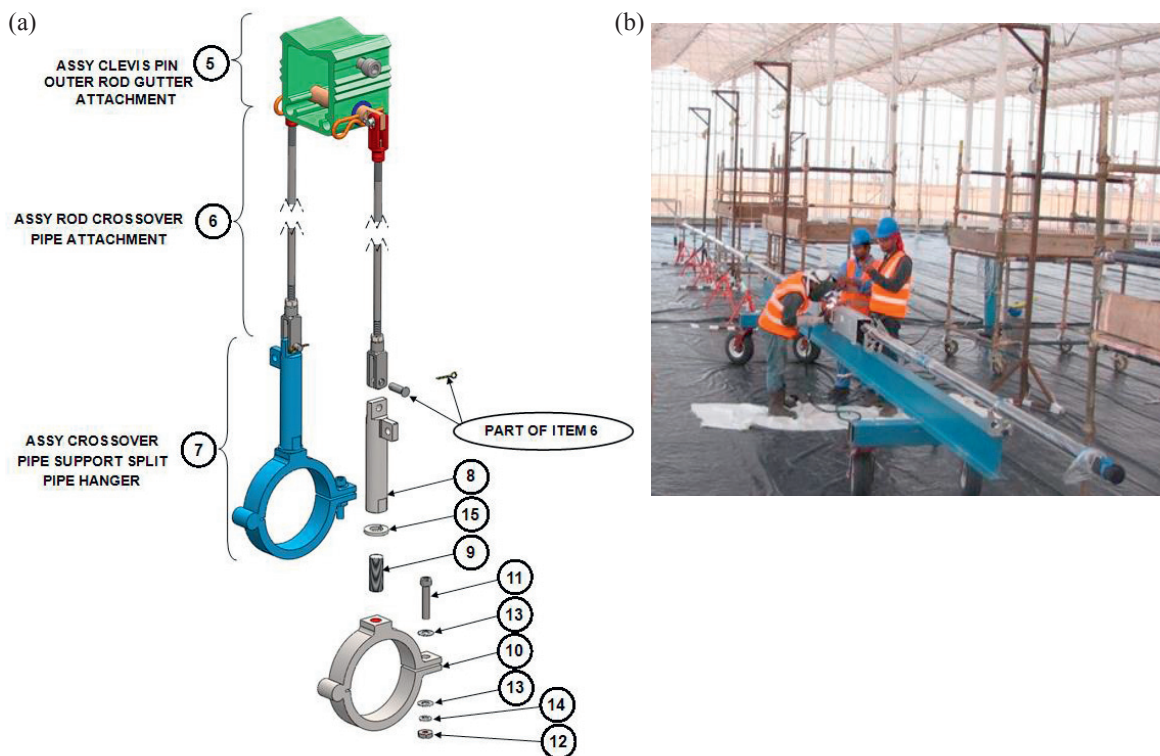 (a)
(b)
5
ASSY CLEVIS PIN
OUTER ROD GUTTER
ATTACHMENT
6
ASSY ROD CROSSOVER
PIPE ATTACHMENT
7
ASSY CROSSOVER
PIPE SUPPORT SPLIT
PIPE HANGER
PART OF ITEM 6
8
15
9
11
13
10
13
14
12